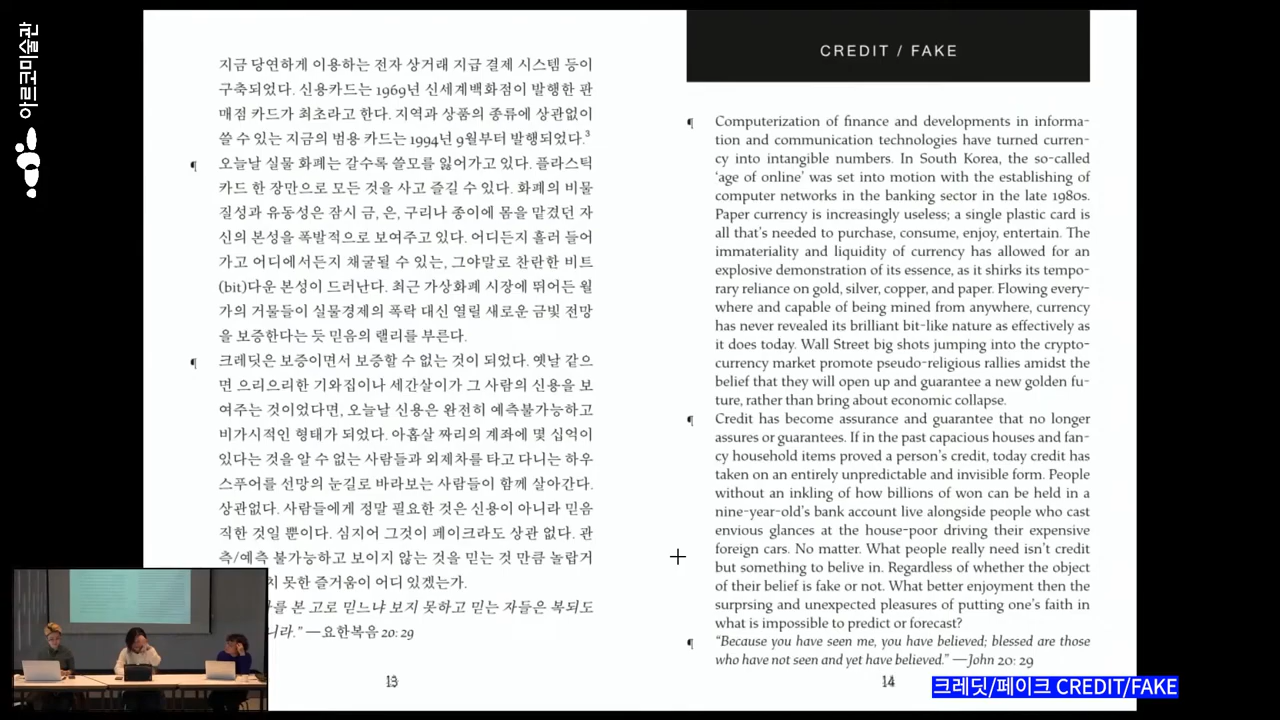 아르코미술관
지금 당연하게 이용하는 전자 상거래 지급 결제 시스템 등이
구축되었다. 신용카드는 1969년 신세계백화점이 발행한 판
매점 카드가 최초라고 한다. 지역과 상품의 종류에 상관없이
쓸 수 있는 지금의 범용 카드는 1994년 9월부터 발행되었다.³
¶ 오늘날 실물 화폐는 갈수록 쓸모를 잃어가고 있다. 플라스틱
카드 한 장만으로 모든 것을 사고 즐길 수 있다. 화폐의 비물
질성과 유동성은 잠시 금, 은, 구리나 종이에 몸을 맡겼던 자
신의 본성을 폭발적으로 보여주고 있다. 어디든지 흘러 들어
가고 어디에서든지 채굴될 수 있는, 그야말로 찬란한 비트
(bit)다운 본성이 드러난다. 최근 가상화폐 시장에 뛰어든 월
가의 거물들이 실물경제의 폭락 대신 열릴 새로운 금빛 전망
을 보증한다는 듯 믿음의 랠리를 부른다.
¶ 크레딧은 보증이면서 보증할 수 없는 것이 되었다. 옛날 같으
면 으리으리한 기와집이나 세간살이가 그 사람의 신용을 보
여주는 것이었다면, 오늘날 신용은 완전히 예측불가능하고
비가시적인 형태가 되었다. 아홉살 짜리의 계좌에 몇 십억이
있다는 것을 알 수 없는 사람들과 외제차를 타고 다니는 하우
스푸어를 선망의 눈길로 바라보는 사람들이 함께 살아간다.
상관없다. 사람들에게 정말 필요한 것은 신용이 아니라 믿음
직한 것일 뿐이다. 심지어 그것이 페이크라도 상관 없다. 관
측/예측 불가능하고 보이지 않는 것을 믿는 것 만큼 놀랍거
치 못한 즐거움이 어디 있겠는가.
를 본 고로 믿느냐 보지 못하고 믿는 자들은 복되도
니라.” —요한복음 20: 29
13
CREDIT / FAKE
¶ Computerization of finance and developments in informa-
tion and communication technologies have turned curren-
cy into intangible numbers. In South Korea, the so-called
‘age of online’ was set into motion with the establishing of
computer networks in the banking sector in the late 1980s.
Paper currency is increasingly useless; a single plastic card is
all that’s needed to purchase, consume, enjoy, entertain. The
immateriality and liquidity of currency has allowed for an
explosive demonstration of its essence, as it shirks its tempo-
rary reliance on gold, silver, copper, and paper. Flowing every-
where and capable of being mined from anywhere, currency
has never revealed its brilliant bit-like nature as effectively as
it does today. Wall Street big shots jumping into the crypto-
currency market promote pseudo-religious rallies amidst the
belief that they will open up and guarantee a new golden fu-
ture, rather than bring about economic collapse.
¶ Credit has become assurance and guarantee that no longer
assures or guarantees. If in the past capacious houses and fan-
cy household items proved a person’s credit, today credit has
taken on an entirely unpredictable and invisible form. People
without an inkling of how billions of won can be held in a
nine-year-old’s bank account live alongside people who cast
envious glances at the house-poor driving their expensive
foreign cars. No matter. What people really need isn’t credit
but something to belive in. Regardless of whether the object
of their belief is fake or not. What better enjoyment then the
surprsing and unexpected pleasures of putting one’s faith in
what is impossible to predict or forecast?
¶ “Because you have seen me, you have believed; blessed are those
who have not seen and yet have believed.” —John 20: 29
14
크레딧/페이크 CREDIT/FAKE